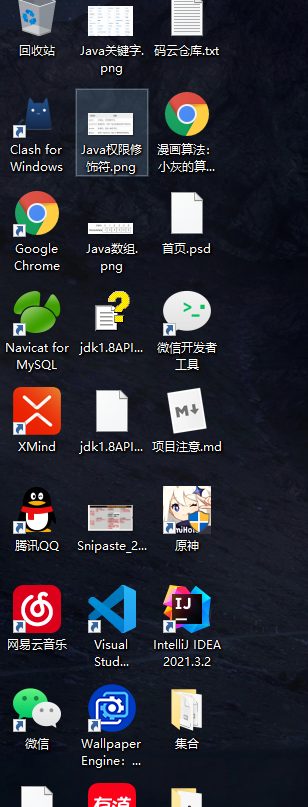 回收站
Java关键字.
png
码云仓库.txt
Clash for
Windows
Java权限修
饰符.png
漫画算法：
小灰的算...
Google
Chrome
Java数组.
png
首页.psd
Navicat for
MySQL
jdk1.8API...
微信开发者
工具
XMind
jdk1.8API...
M
项目注意.md
腾讯QQ
Snipaste_2...
原神
网易云音乐
Visual
Stud...
IJ
IntelliJ IDEA
2021.3.2
微信
Wallpaper
Engine：...
集合
有道